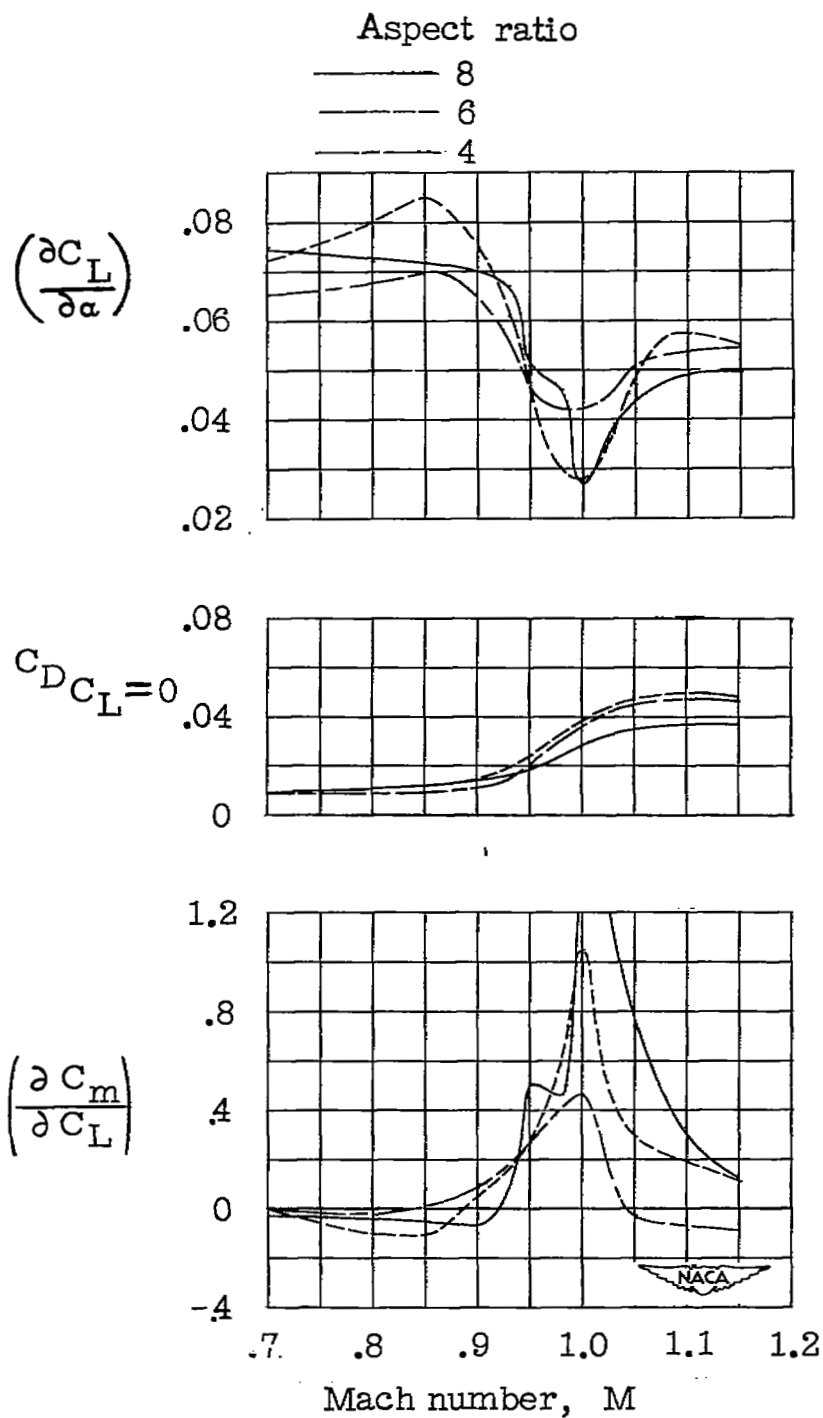 Aspect ratio
8
6
4
(∂C_L/∂α)
.08
.06
.04
.02
C_D C_L=0
.08
.04
0
(∂C_m/∂C_L)
1.2
.8
.4
0
-.4
NACA
.7 .8 .9 1.0 1.1 1.2
Mach number, M